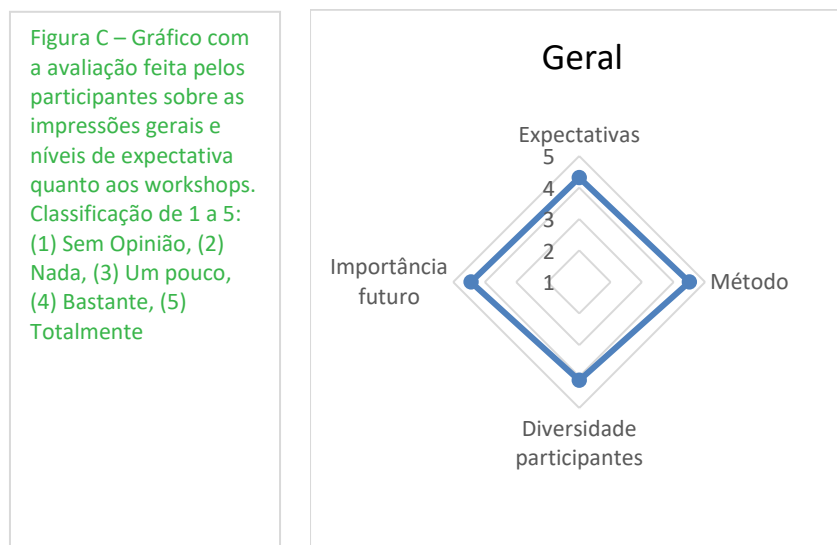 Figura C – Gráfico com
a avaliação feita pelos
participantes sobre as
impressões gerais e
níveis de expectativa
quanto aos workshops.
Classificação de 1 a 5:
(1) Sem Opinião, (2)
Nada, (3) Um pouco,
(4) Bastante, (5)
Totalmente
Geral
Expectativas
5
4
3
2
1
Método
Diversidade
participantes
Importância
futuro